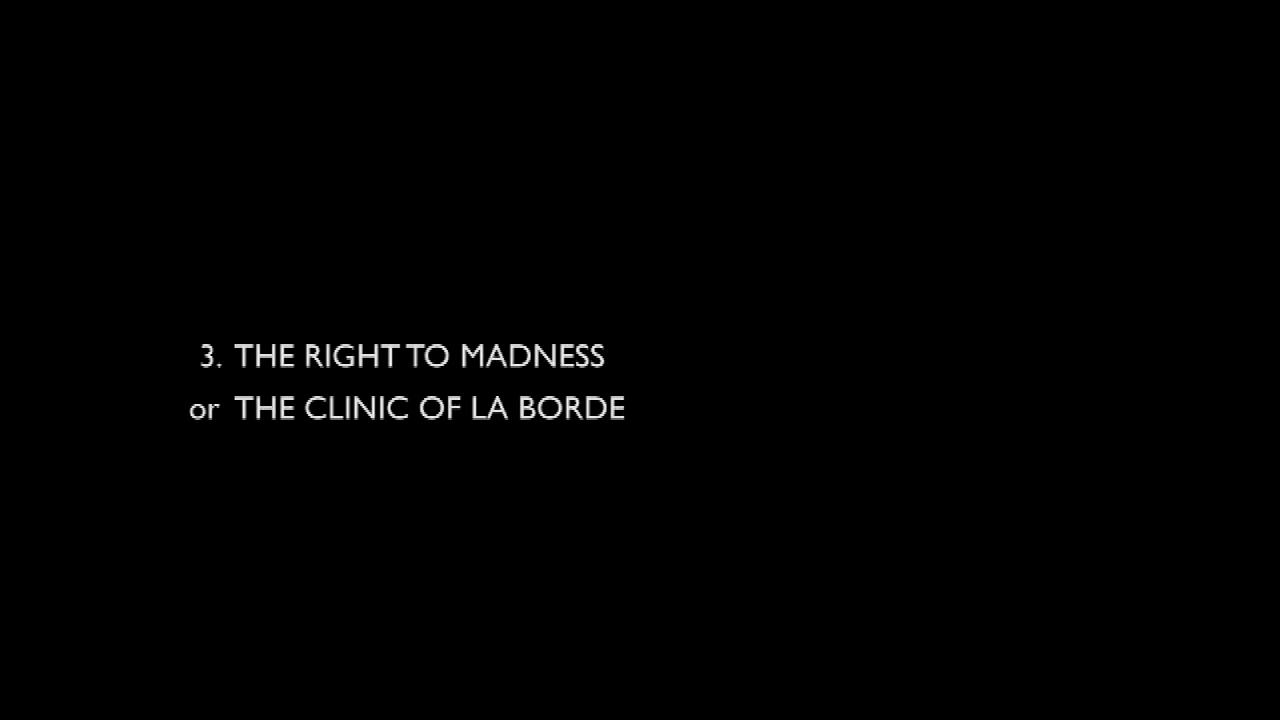 3. THE RIGHT TO MADNESS
or THE CLINIC OF LA BORDE